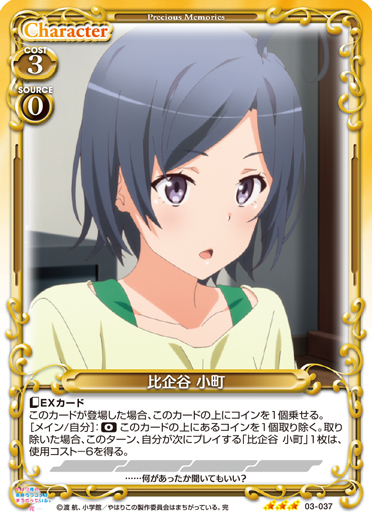 Precious Memories
Character
COST
3
SOURCE
0
比企谷 小町
EXカード
このカードが登場した場合、このカードの上にコインを1個乗せる。
[メイン/自分]:0 このカードの上にあるコインを1個取り除く。取り
除いた場合、このターン、自分が次にプレイする「比企谷 小町」1枚は、
使用コスト−6を得る。
……何があったか聞いてもいい?
©渡 航、小学館／やはりこの製作委員会はまちがっている。完
★★★ 03-037